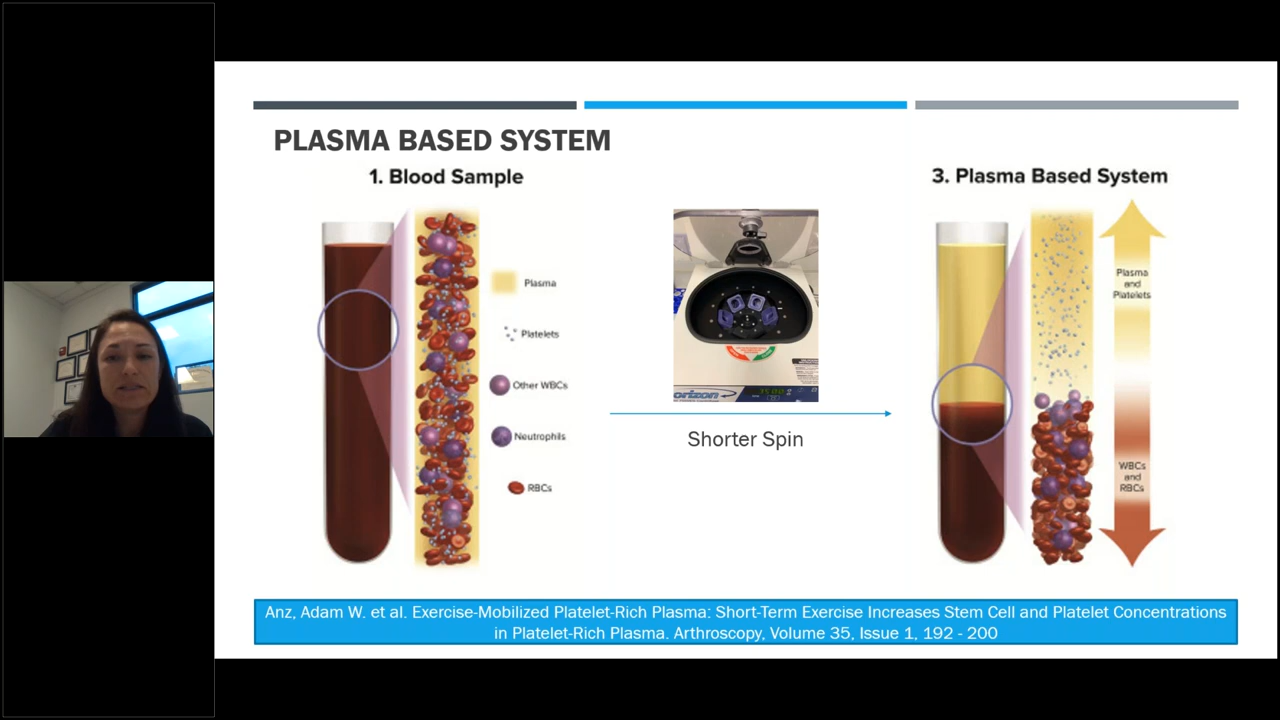 PLASMA BASED SYSTEM
1. Blood Sample
Plasma
Platelets
Other WBCs
Neutrophils
RBCs
Shorter Spin
3. Plasma Based System
Plasma
and
Platelets
WBCs
and
RBCs
Anz, Adam W. et al. Exercise-Mobilized Platelet-Rich Plasma: Short-Term Exercise Increases Stem Cell and Platelet Concentrations
in Platelet-Rich Plasma. Arthroscopy, Volume 35, Issue 1, 192 - 200